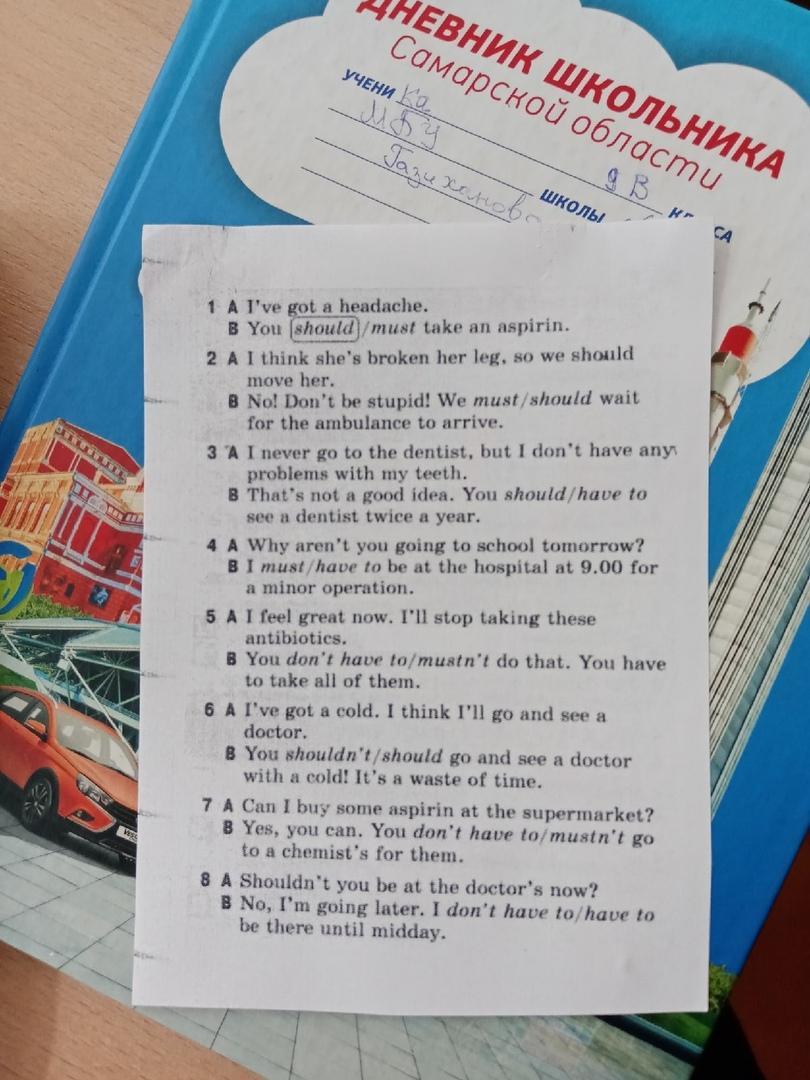 ДНЕВНИК ШКОЛЬНИКА
Самарской области
УЧЕНИ ка
МБУ
9 В
Газиханово
ШКОЛЫ
1 A I've got a headache.
B You should/must take an aspirin.
2 A I think she's broken her leg, so we should
move her.
B No! Don't be stupid! We must/should wait
for the ambulance to arrive.
3 A I never go to the dentist, but I don't have any
problems with my teeth.
B That's not a good idea. You should/have to
see a dentist twice a year.
4 A Why aren't you going to school tomorrow?
B I must/have to be at the hospital at 9.00 for
a minor operation.
5 A I feel great now. I'll stop taking these
antibiotics.
B You don't have to/mustn't do that. You have
to take all of them.
6 A I've got a cold. I think I'll go and see a
doctor.
B You shouldn't/should go and see a doctor
with a cold! It's a waste of time.
7 A Can I buy some aspirin at the supermarket?
B Yes, you can. You don't have to/mustn't go
to a chemist's for them.
8 A Shouldn't you be at the doctor's now?
B No, I'm going later. I don't have to/have to
be there until midday.